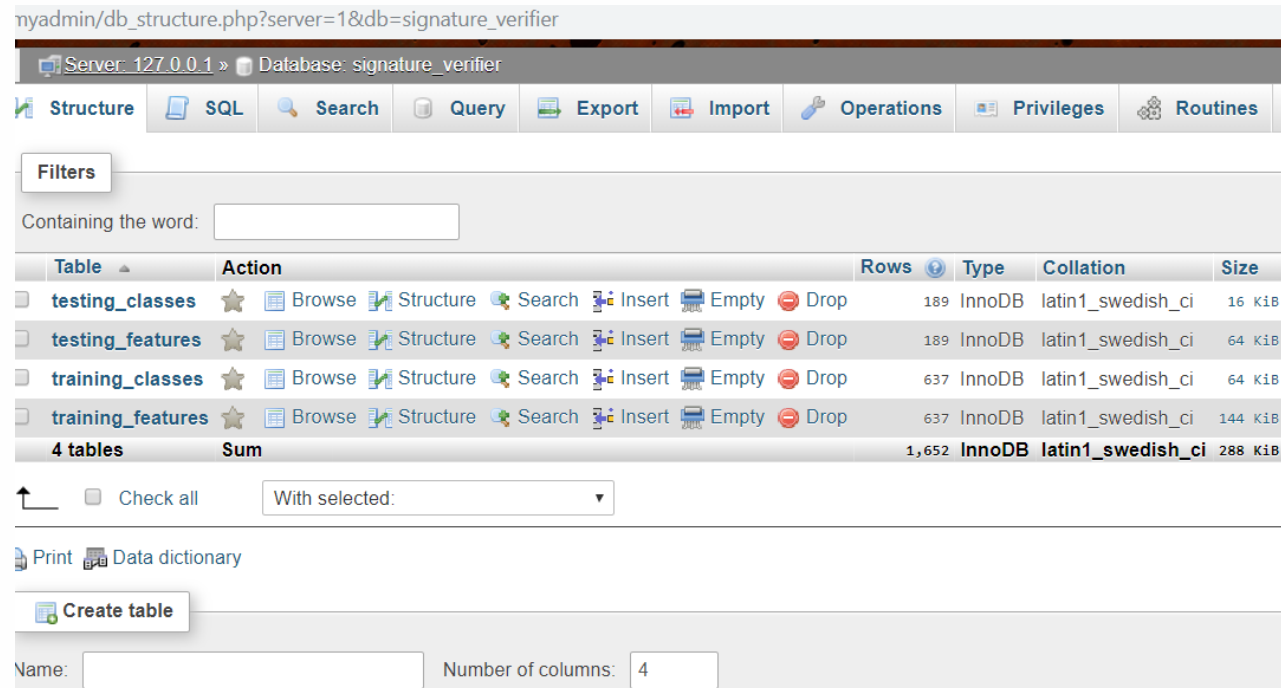 myadmin/db_structure.php?server=1&db=signature_verifier
Server: 127.0.0.1 » Database: signature_verifier
Structure SQL Search Query Export Import Operations Privileges Routines
Filters
Containing the word:
Table Action Rows Type Collation Size
testing_classes Browse Structure Search Insert Empty Drop 189 InnoDB latin1_swedish_ci 16 KiB
testing_features Browse Structure Search Insert Empty Drop 189 InnoDB latin1_swedish_ci 64 KiB
training_classes Browse Structure Search Insert Empty Drop 637 InnoDB latin1_swedish_ci 64 KiB
training_features Browse Structure Search Insert Empty Drop 637 InnoDB latin1_swedish_ci 144 KiB
4 tables Sum 1,652 InnoDB latin1_swedish_ci 288 KiB
Check all With selected:
Print Data dictionary
Create table
Name: Number of columns: 4